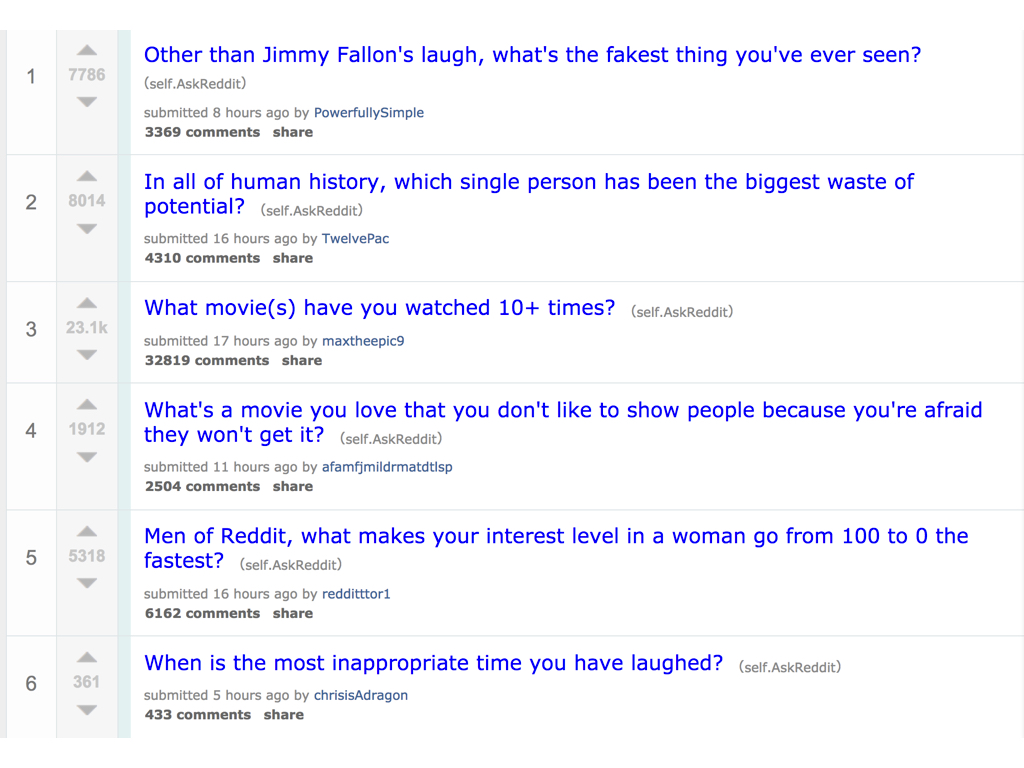 1
7786
Other than Jimmy Fallon's laugh, what's the fakest thing you've ever seen?
(self.AskReddit)
submitted 8 hours ago by PowerfullySimple
3369 comments share
2
8014
In all of human history, which single person has been the biggest waste of
potential? (self.AskReddit)
submitted 16 hours ago by TwelvePac
4310 comments share
3
23.1k
What movie(s) have you watched 10+ times? (self.AskReddit)
submitted 17 hours ago by maxtheepic9
32819 comments share
4
1912
What's a movie you love that you don't like to show people because you're afraid
they won't get it? (self.AskReddit)
submitted 11 hours ago by afamfjmildrmatdtlsp
2504 comments share
5
5318
Men of Reddit, what makes your interest level in a woman go from 100 to 0 the
fastest? (self.AskReddit)
submitted 16 hours ago by redditttor1
6162 comments share
6
361
When is the most inappropriate time you have laughed? (self.AskReddit)
submitted 5 hours ago by chrisisAdragon
433 comments share